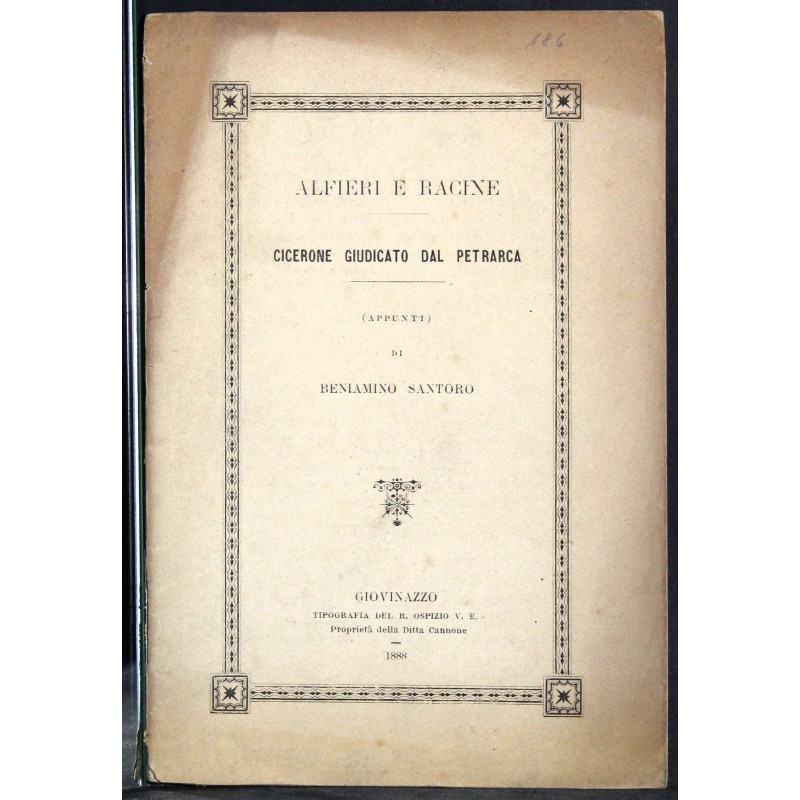 186
ALFIERI E RACINE
CICERONE GIUDICATO DAL PETRARCA
(APPUNTI)
DI
BENIAMINO SANTORO
GIOVINAZZO
TIPOGRAFIA DEL R. OSPIZIO V. E.
Proprietà della Ditta Cannone
1888